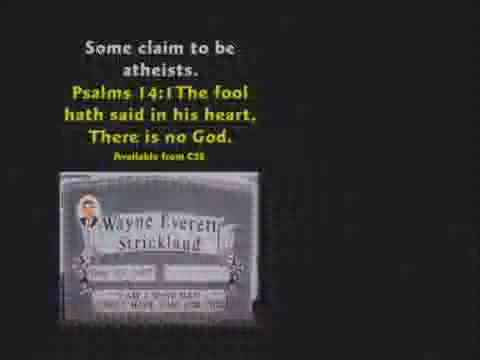 Some claim to be
atheists.
Psalms 14:1The fool
hath said in his heart,
There is no God.
Available from CSE
Wayne Everett
Strickland